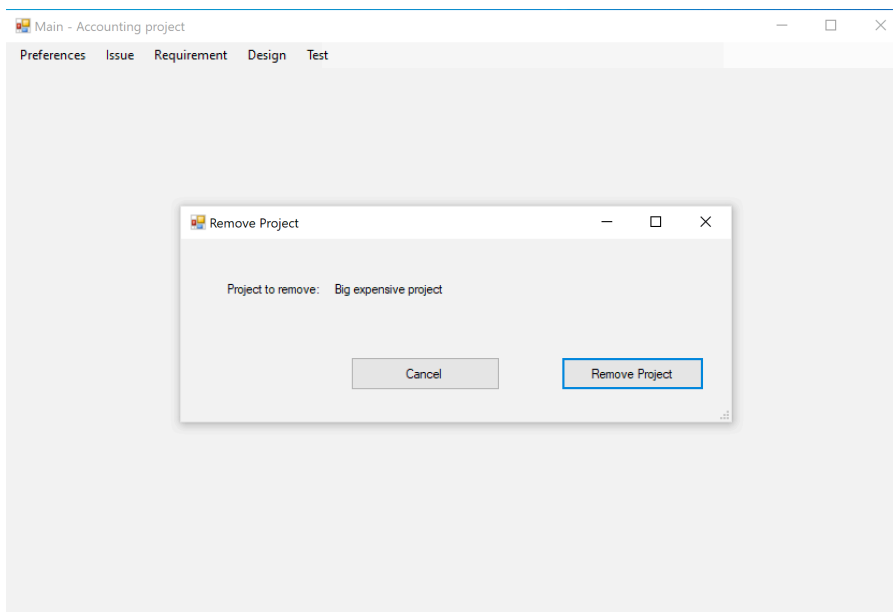 Main - Accounting project
Preferences Issue Requirement Design Test
Remove Project
Project to remove: Big expensive project
Cancel Remove Project